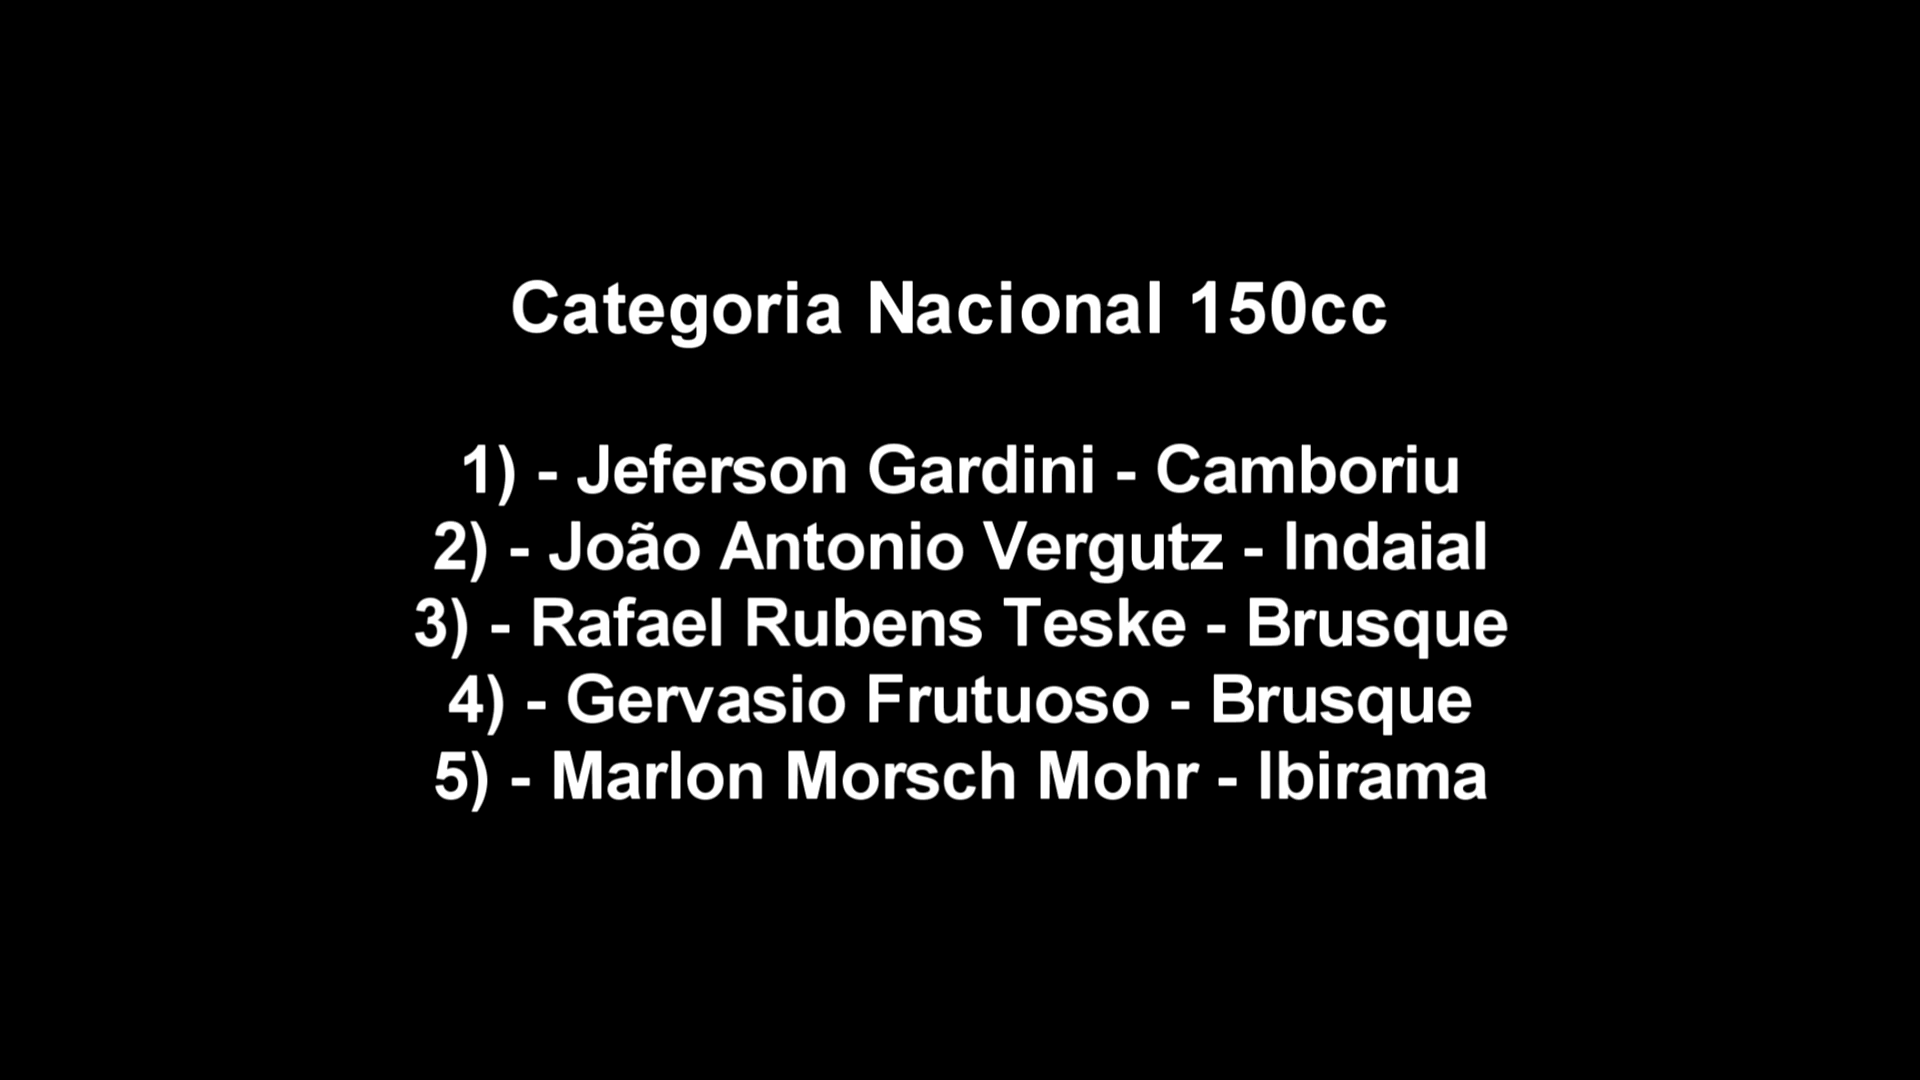 Categoria Nacional 150cc
1) - Jeferson Gardini - Camboriu
2) - João Antonio Vergutz - Indaial
3) - Rafael Rubens Teske - Brusque
4) - Gervasio Frutuoso - Brusque
5) - Marlon Morsch Mohr - Ibirama